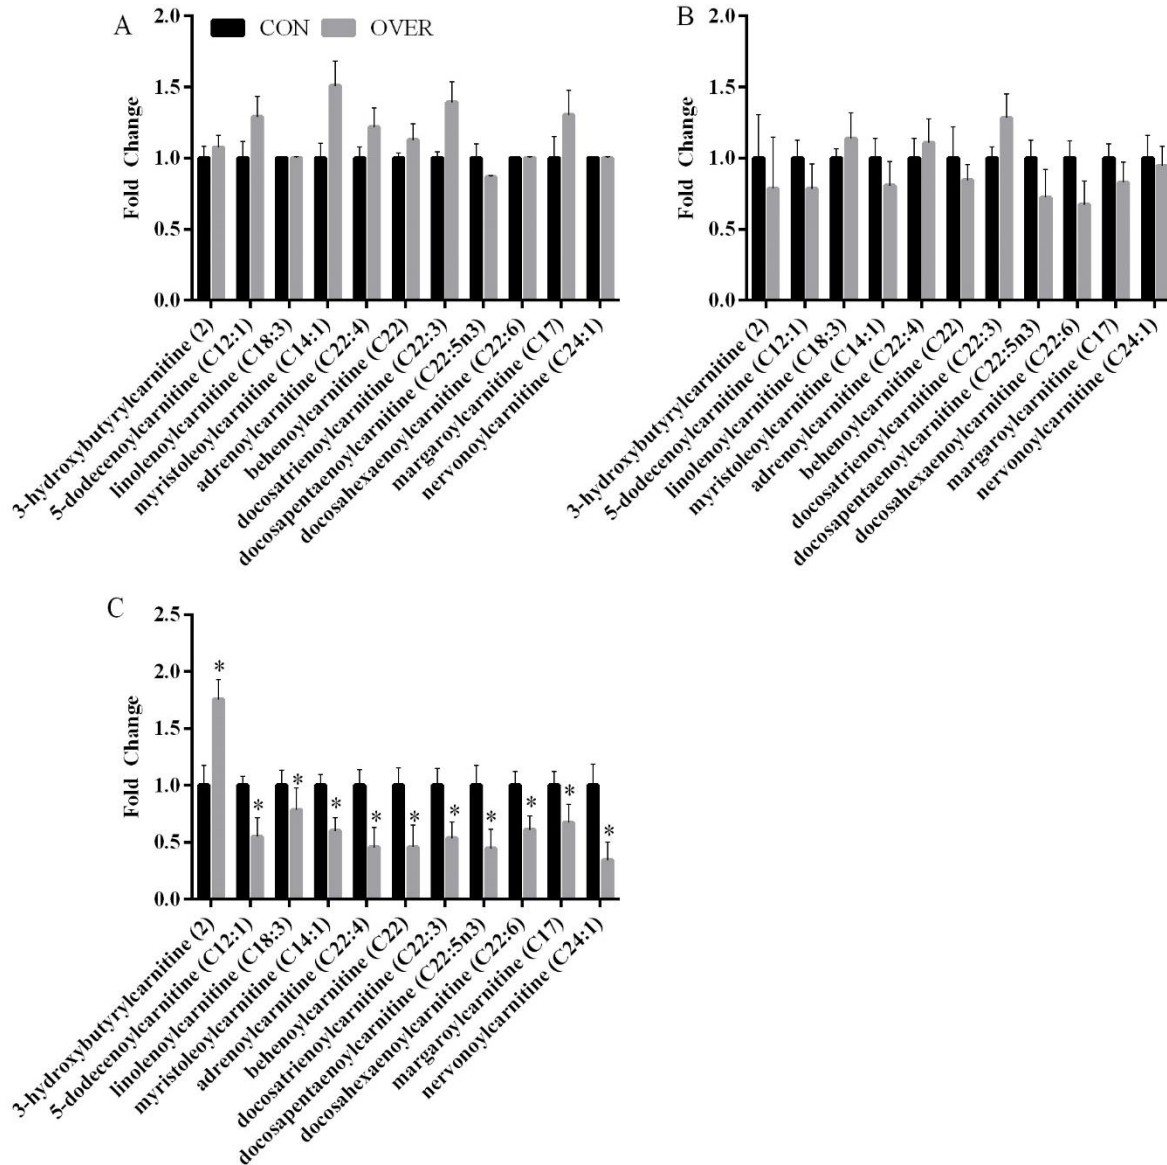 A
CON OVER
Fold Change
2.0
1.5
1.0
0.5
0.0
3-hydroxybutyrylcarnitine (2)
5-dodecenoylcarnitine (C12:1)
linolenoylcarnitine (C18:3)
myristoleoylcarnitine (C14:1)
adrenoylcarnitine (C22:4)
behenoylcarnitine (C22)
docosatrienoylcarnitine (C22:3)
docosapentaenoylcarnitine (C22:5n3)
docosahexaenoylcarnitine (C22:6)
margaroylcarnitine (C17)
nervonoylcarnitine (C24:1)
B
Fold Change
2.0
1.5
1.0
0.5
0.0
3-hydroxybutyrylcarnitine (2)
5-dodecenoylcarnitine (C12:1)
linolenoylcarnitine (C18:3)
myristoleoylcarnitine (C14:1)
adrenoylcarnitine (C22:4)
behenoylcarnitine (C22)
docosatrienoylcarnitine (C22:3)
docosapentaenoylcarnitine (C22:5n3)
docosahexaenoylcarnitine (C22:6)
margaroylcarnitine (C17)
nervonoylcarnitine (C24:1)
C
Fold Change
2.5
2.0
1.5
1.0
0.5
0.0
* * * * * * * * * * *
3-hydroxybutyrylcarnitine (2)
5-dodecenoylcarnitine (C12:1)
linolenoylcarnitine (C18:3)
myristoleoylcarnitine (C14:1)
adrenoylcarnitine (C22:4)
behenoylcarnitine (C22)
docosatrienoylcarnitine (C22:3)
docosapentaenoylcarnitine (C22:5n3)
docosahexaenoylcarnitine (C22:6)
margaroylcarnitine (C17)
nervonoylcarnitine (C24:1)